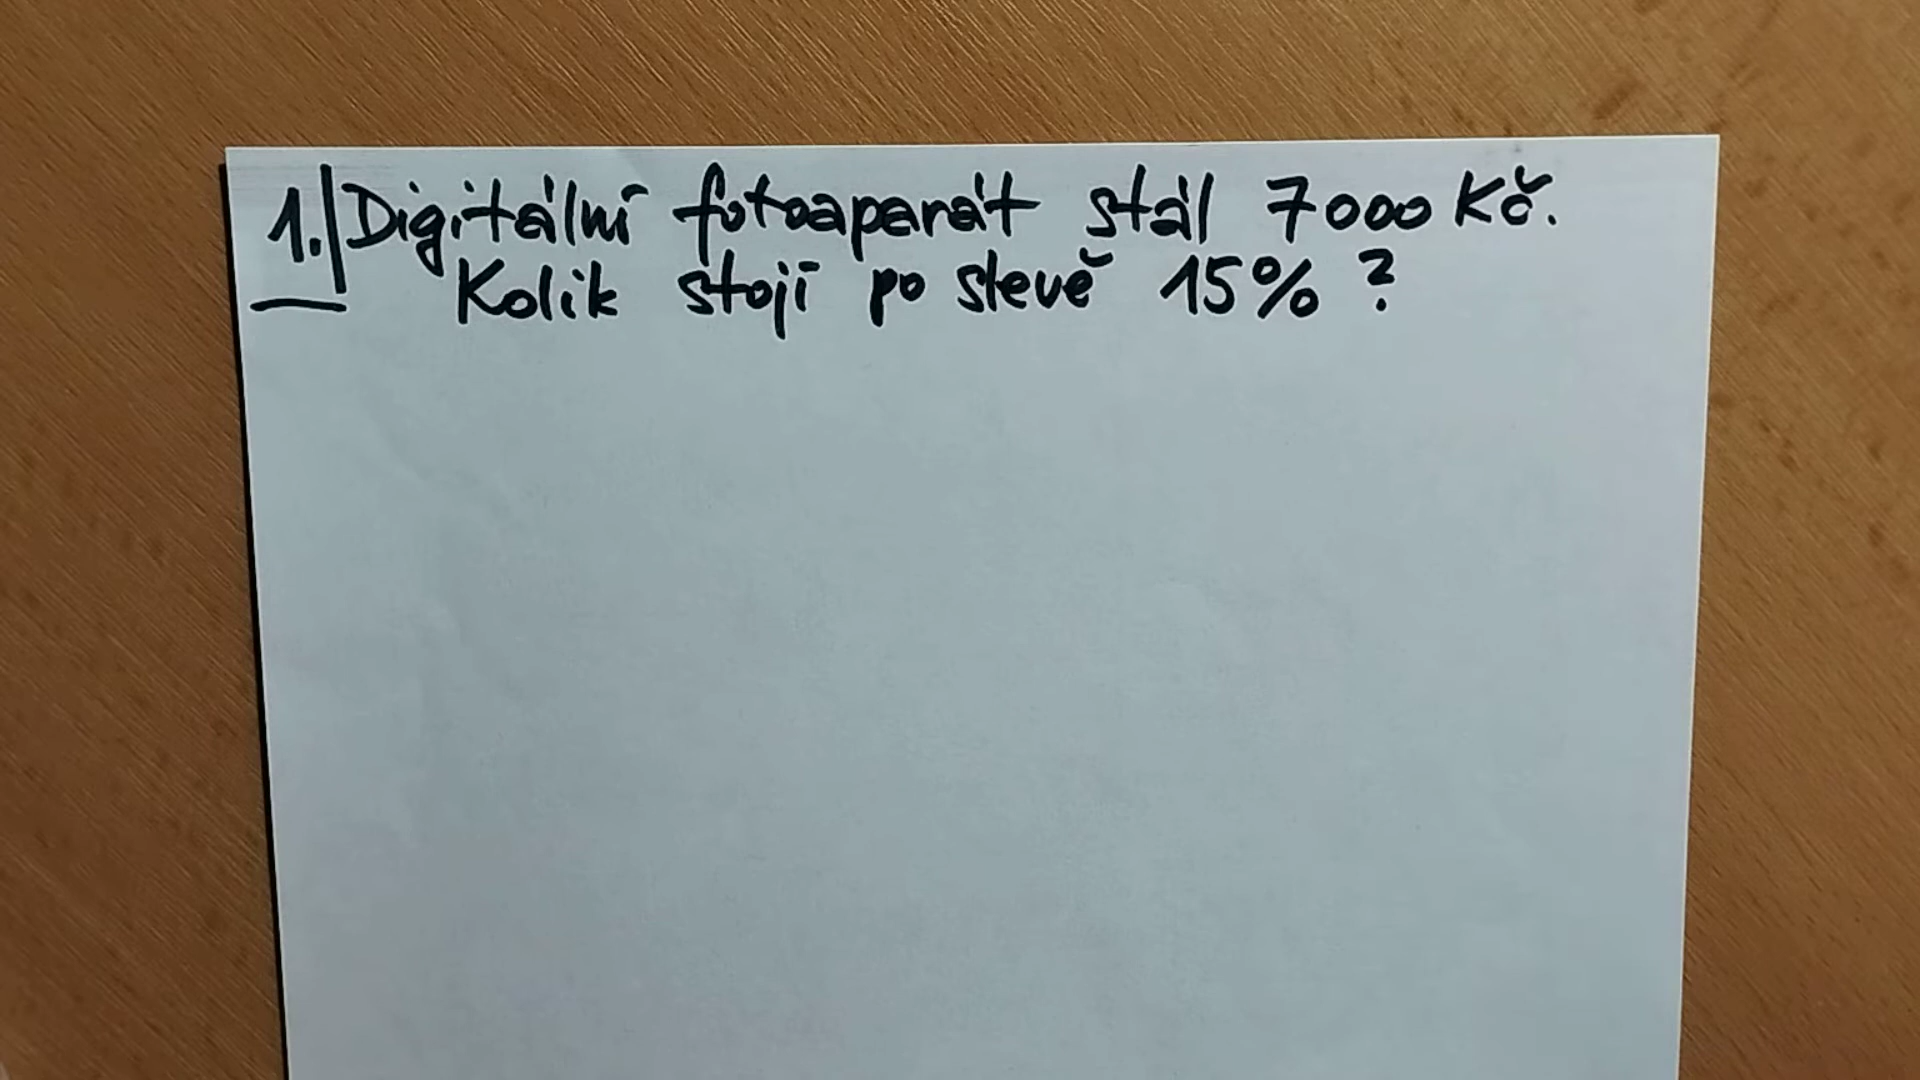 1. Digitální fotoaparát stál 7000 Kč.
Kolik stojí po slevě 15% ?